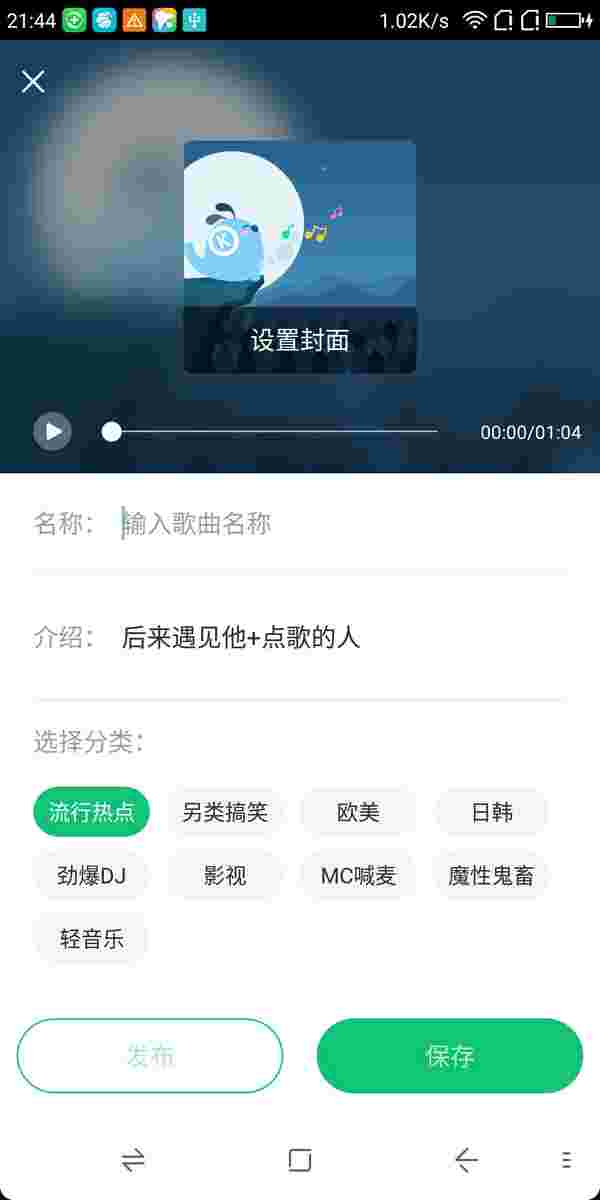 21:44
1.02K/s
K
设置封面
00:00/01:04
名称： 输入歌曲名称
介绍： 后来遇见他+点歌的人
选择分类：
流行热点 另类搞笑 欧美 日韩
劲爆DJ 影视 MC喊麦 魔性鬼畜
轻音乐
发布 保存